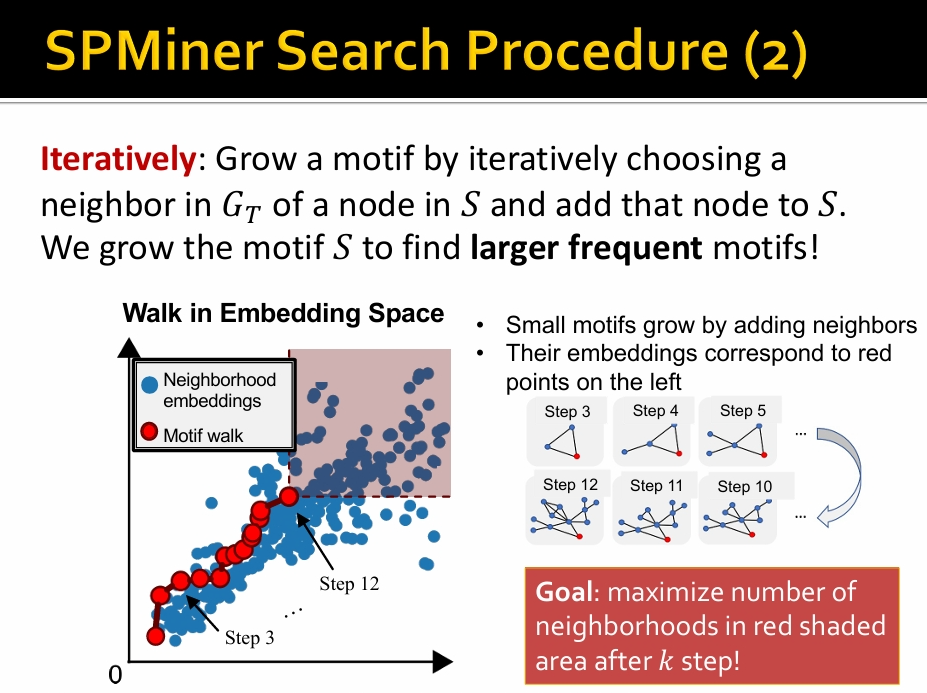 SPMiner Search Procedure (2)
Iteratively: Grow a motif by iteratively choosing a
neighbor in G_T of a node in S and add that node to S.
We grow the motif S to find larger frequent motifs!
Walk in Embedding Space
Neighborhood
embeddings
Motif walk
Step 12
...
Step 3
0
• Small motifs grow by adding neighbors
• Their embeddings correspond to red
points on the left
Step 3 Step 4 Step 5 ...
Step 12 Step 11 Step 10 ...
Goal: maximize number of
neighborhoods in red shaded
area after k step!